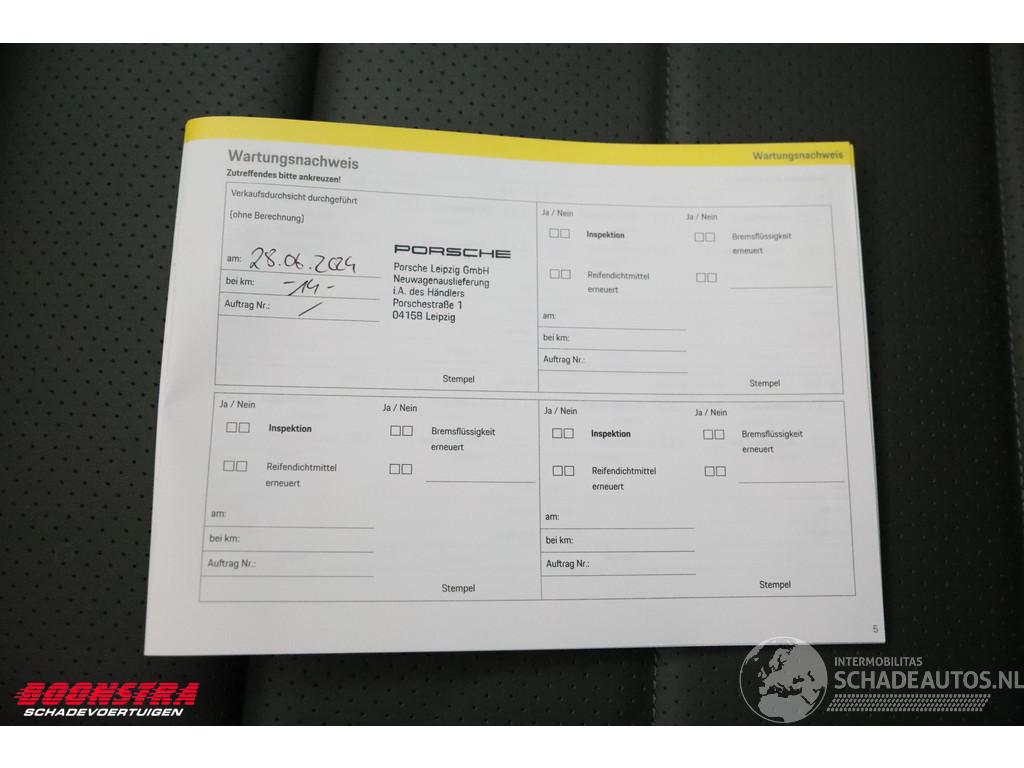 Wartungsnachweis
Wartungsnachweis
Zutreffendes bitte ankreuzen!
Verkaufsdurchsicht durchgeführt
(ohne Berechnung)
am: 28.06.2024
bei km: -14-
Auftrag Nr.: /
PORSCHE
Porsche Leipzig GmbH
Neuwagenauslieferung
i.A. des Händlers
Porschestraße 1
04158 Leipzig
Stempel
Ja / Nein Ja / Nein
Inspektion Bremsflüssigkeit
erneuert
Reifendichtmittel
erneuert
am:
bei km:
Auftrag Nr.:
Stempel
Ja / Nein Ja / Nein
Inspektion Bremsflüssigkeit
erneuert
Reifendichtmittel
erneuert
am:
bei km:
Auftrag Nr.:
Stempel
Ja / Nein Ja / Nein
Inspektion Bremsflüssigkeit
erneuert
Reifendichtmittel
erneuert
am:
bei km:
Auftrag Nr.:
Stempel
5
BOONSTRA
SCHADEVOERTUIGEN
INTERMOBILITAS
SCHADEAUTOS.NL